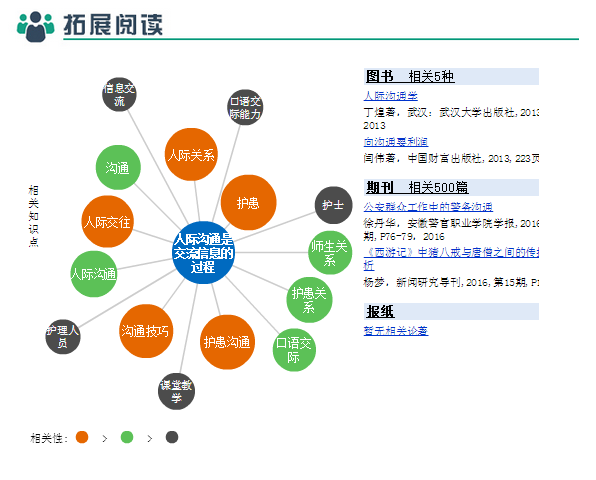 拓展阅读
相关知识点
信息交流
口语交际能力
人际关系
沟通
护患
护士
人际交往
人际沟通是交流信息的过程
师生关系
人际沟通
护患关系
护理人员
沟通技巧
护患沟通
口语交际
课堂教学
相关性: > >
图书 相关5种
人际沟通学
丁煌著, 武汉: 武汉大学出版社, 2013
2013
向沟通要利润
闫伟著, 中国财富出版社, 2013, 223页
期刊 相关500篇
公安群众工作中的警务沟通
徐丹华, 安徽警官职业学院学报, 2016
期, P76-79, 2016
《西游记》中猪八戒与唐僧之间的传播
析
杨梦, 新闻研究导刊, 2016, 第15期, P1
报纸
暂无相关论著